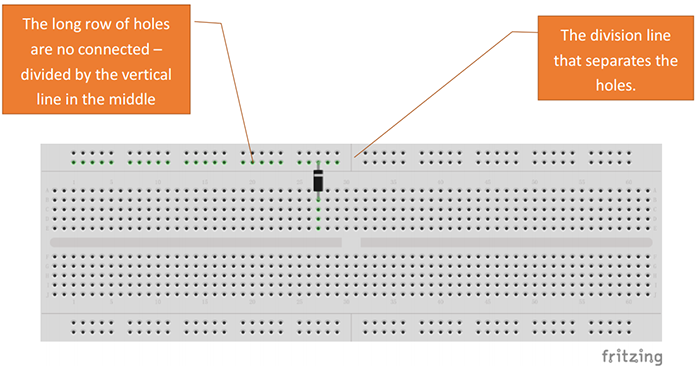 The long row of holes
are no connected –
divided by the vertical
line in the middle
The division line
that separates the
holes.
fritzing